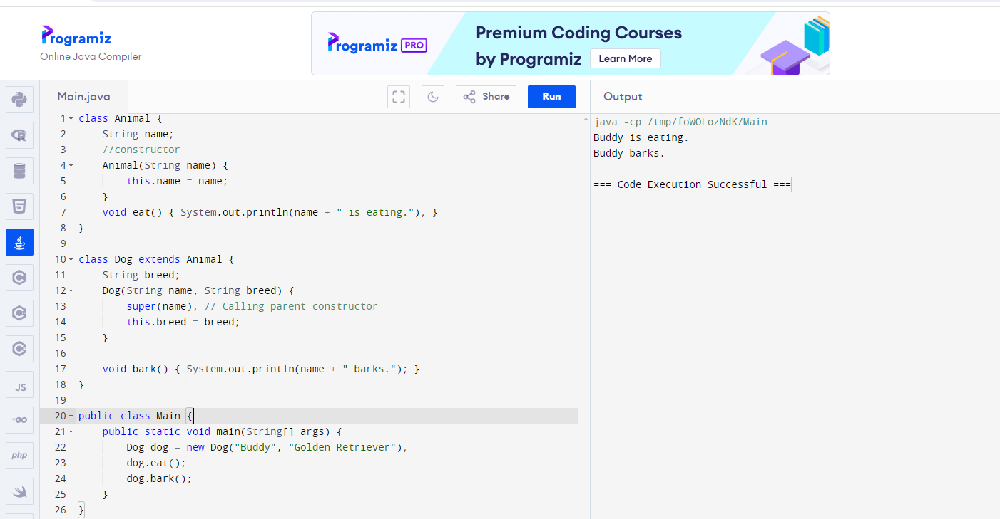 Programiz
Online Java Compiler
Programiz PRO
Premium Coding Courses
by Programiz
Learn More
Main.java
Share
Run
Output
1 class Animal {
2     String name;
3     //constructor
4     Animal(String name) {
5         this.name = name;
6     }
7     void eat() { System.out.println(name + " is eating."); }
8 }
9
10 class Dog extends Animal {
11     String breed;
12     Dog(String name, String breed) {
13         super(name); // Calling parent constructor
14         this.breed = breed;
15     }
16
17     void bark() { System.out.println(name + " barks."); }
18 }
19
20 public class Main {
21     public static void main(String[] args) {
22         Dog dog = new Dog("Buddy", "Golden Retriever");
23         dog.eat();
24         dog.bark();
25     }
26 }
java -cp /tmp/foWOLozNdK/Main
Buddy is eating.
Buddy barks.
=== Code Execution Successful ===
R
5
C
C
C
JS
GO
php